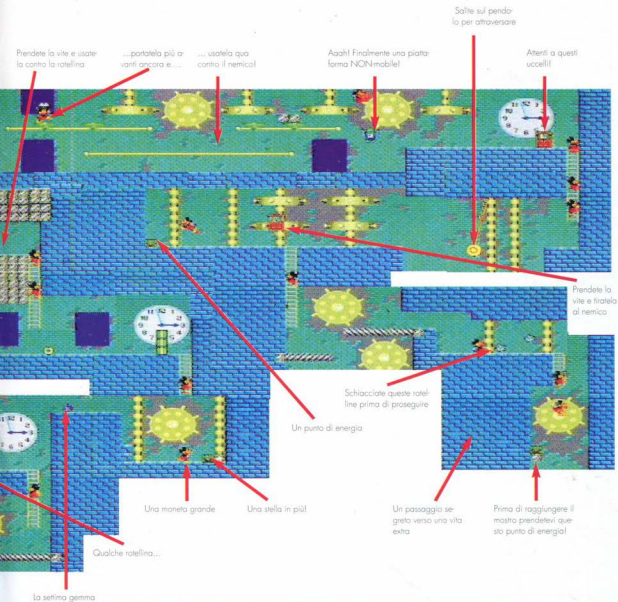 Salite sul pendo-
lo per attraversare
Prendete la vite e usate-
la contro la rotellina
...portatela più a-
vanti ancora e....
... usatela qua
contro il nemico!
Aaah! Finalmente una piatta-
forma NON-mobile!
Attenti a questi
uccelli!
Prendete la
vite e tiratela
al nemico
Schiacciate queste rotel-
line prima di proseguire
Un punto di energia
Una moneta grande
Una stella in più!
Un passaggio se-
greto verso una vita
extra
Prima di raggiungere il
mostro prendetevi que-
sto punto di energia!
Qualche rotellina...
La settima gemma